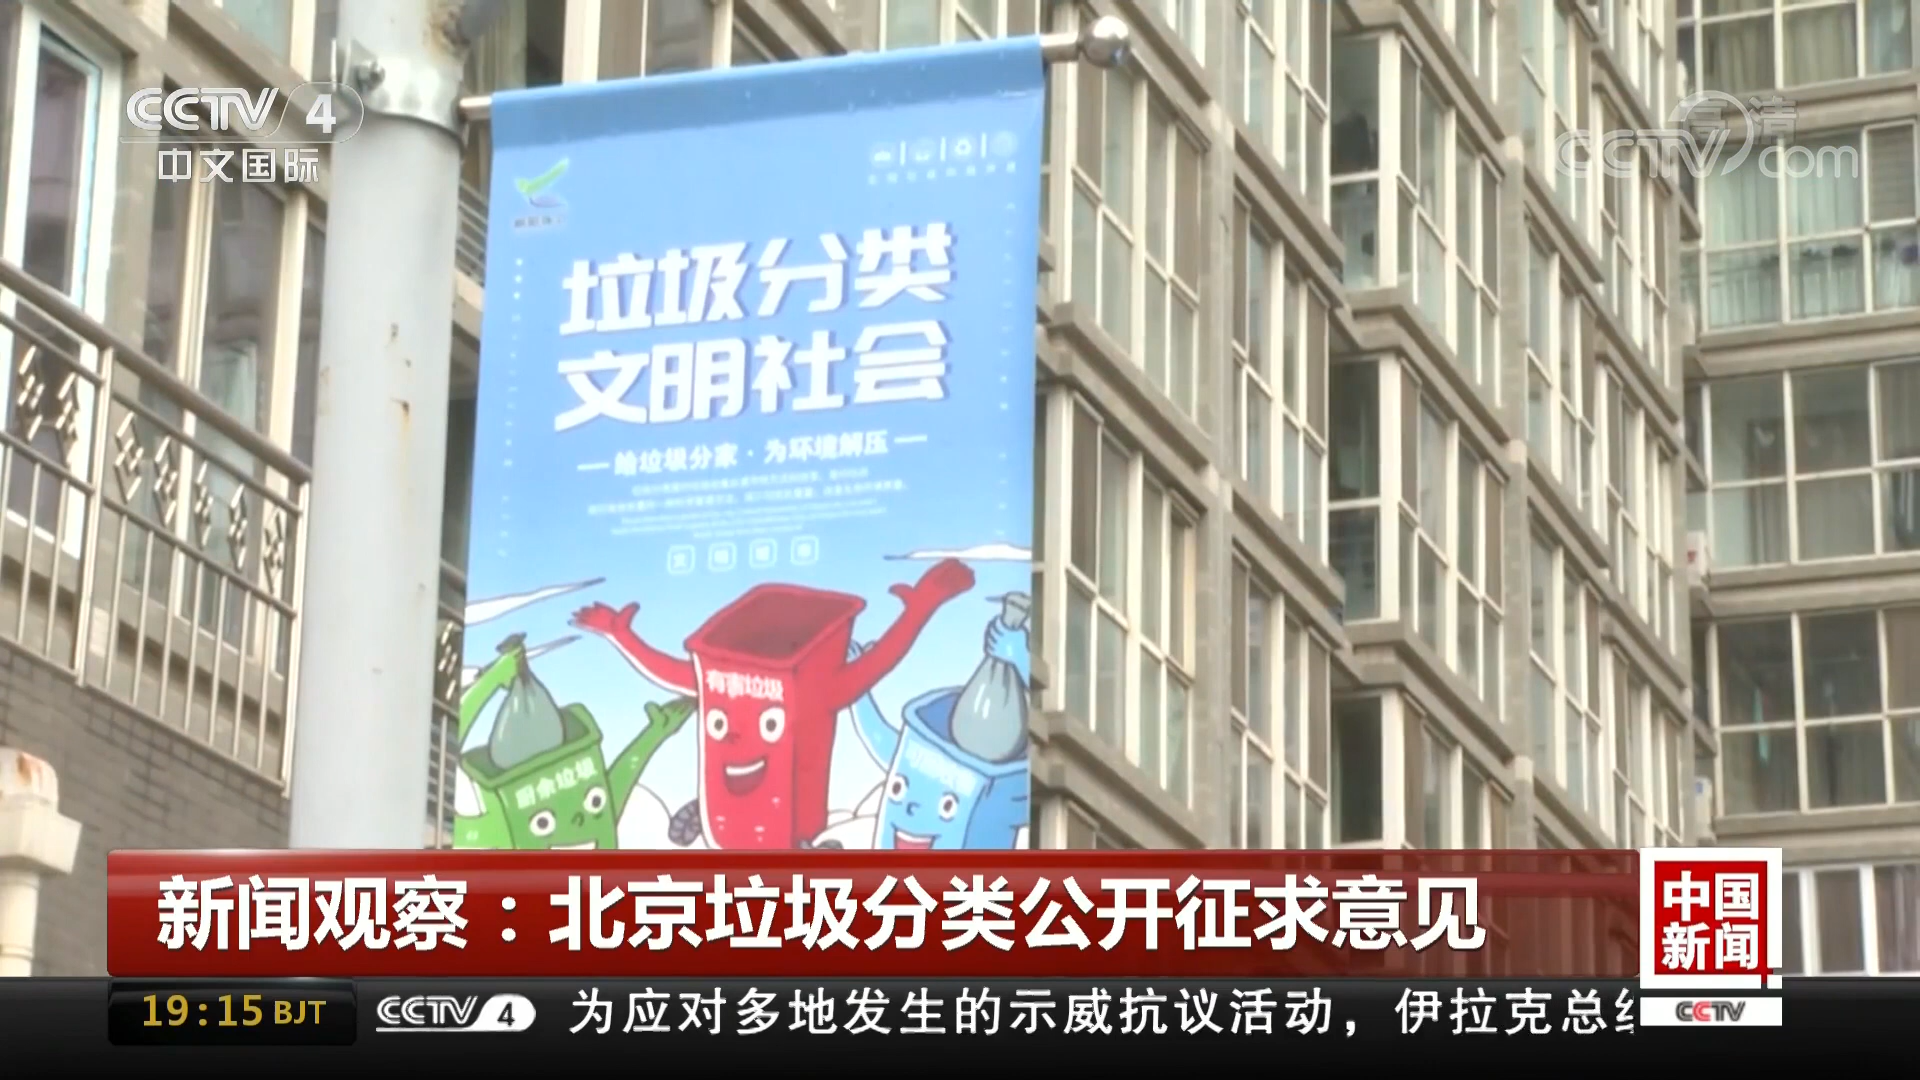 CCTV 4
中文国际
高清
CCTV.com
垃圾分类
文明社会
给垃圾分家·为环境解压
有害垃圾
厨余垃圾
新闻观察：北京垃圾分类公开征求意见
中国
新闻
19:15 BJT
CCTV 4
为应对多地发生的示威抗议活动，伊拉克总
CCTV